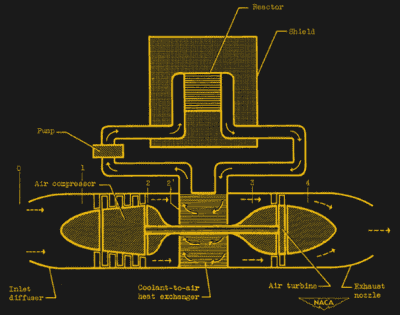 Reactor
Shield
Pump
0
1
Air compressor
2
2'
3
4
Inlet
diffuser
Coolant-to-air
heat exchanger
Air turbine
Exhaust
nozzle
NACA